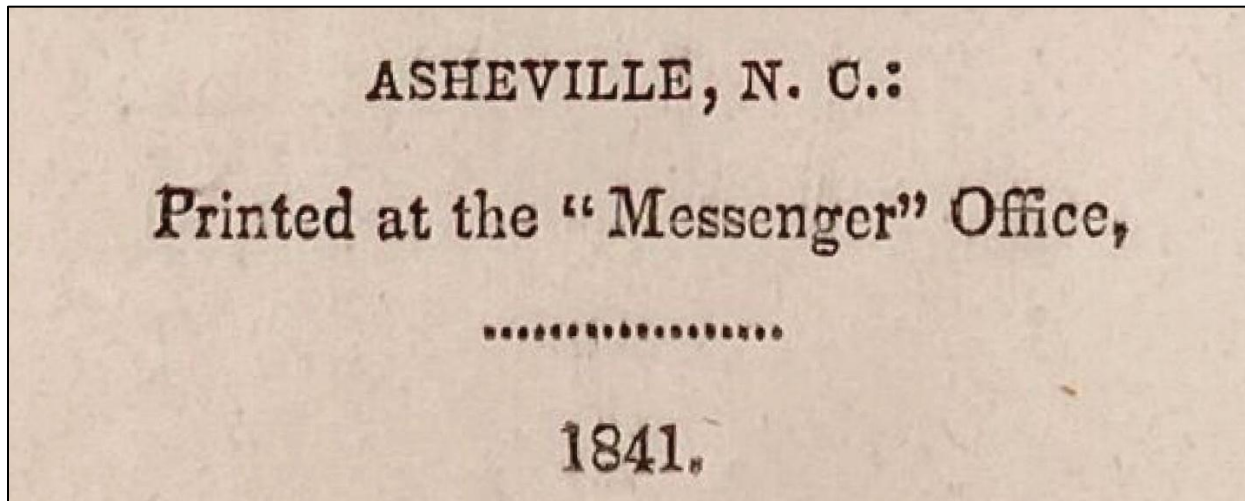 ASHEVILLE, N. C.:
Printed at the “Messenger” Office,
1841.